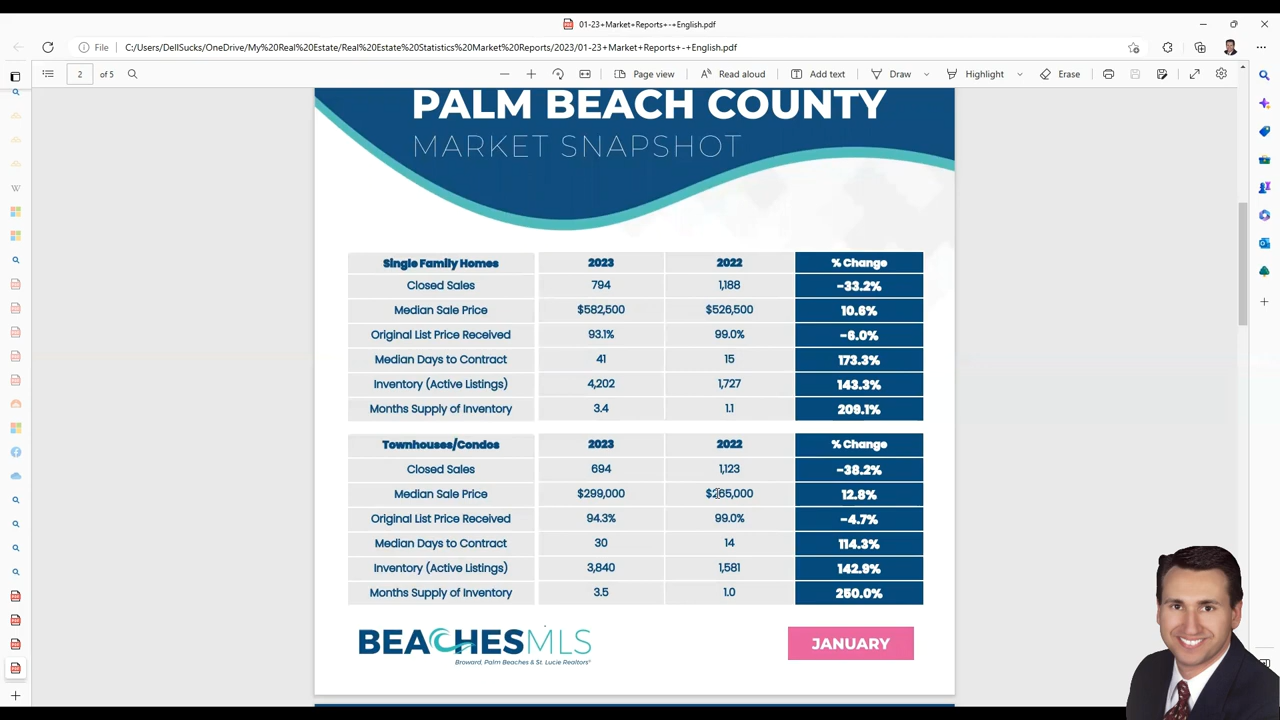 01-23+Market+Reports+-+English.pdf
File C:/Users/DellSucks/OneDrive/My%20Real%20Estate/Real%20Estate%20Statistics%20Market%20Reports/2023/01-23+Market+Reports+-+English.pdf
2 of 5 Page view Read aloud Add text Draw Highlight Erase
PALM BEACH COUNTY
MARKET SNAPSHOT
Single Family Homes 2023 2022 % Change
Closed Sales 794 1,188 -33.2%
Median Sale Price $582,500 $526,500 10.6%
Original List Price Received 93.1% 99.0% -6.0%
Median Days to Contract 41 15 173.3%
Inventory (Active Listings) 4,202 1,727 143.3%
Months Supply of Inventory 3.4 1.1 209.1%
Townhouses/Condos 2023 2022 % Change
Closed Sales 694 1,123 -38.2%
Median Sale Price $299,000 $265,000 12.8%
Original List Price Received 94.3% 99.0% -4.7%
Median Days to Contract 30 14 114.3%
Inventory (Active Listings) 3,840 1,581 142.9%
Months Supply of Inventory 3.5 1.0 250.0%
BEACHESMLS
Broward, Palm Beaches & St. Lucie Realtors®
JANUARY